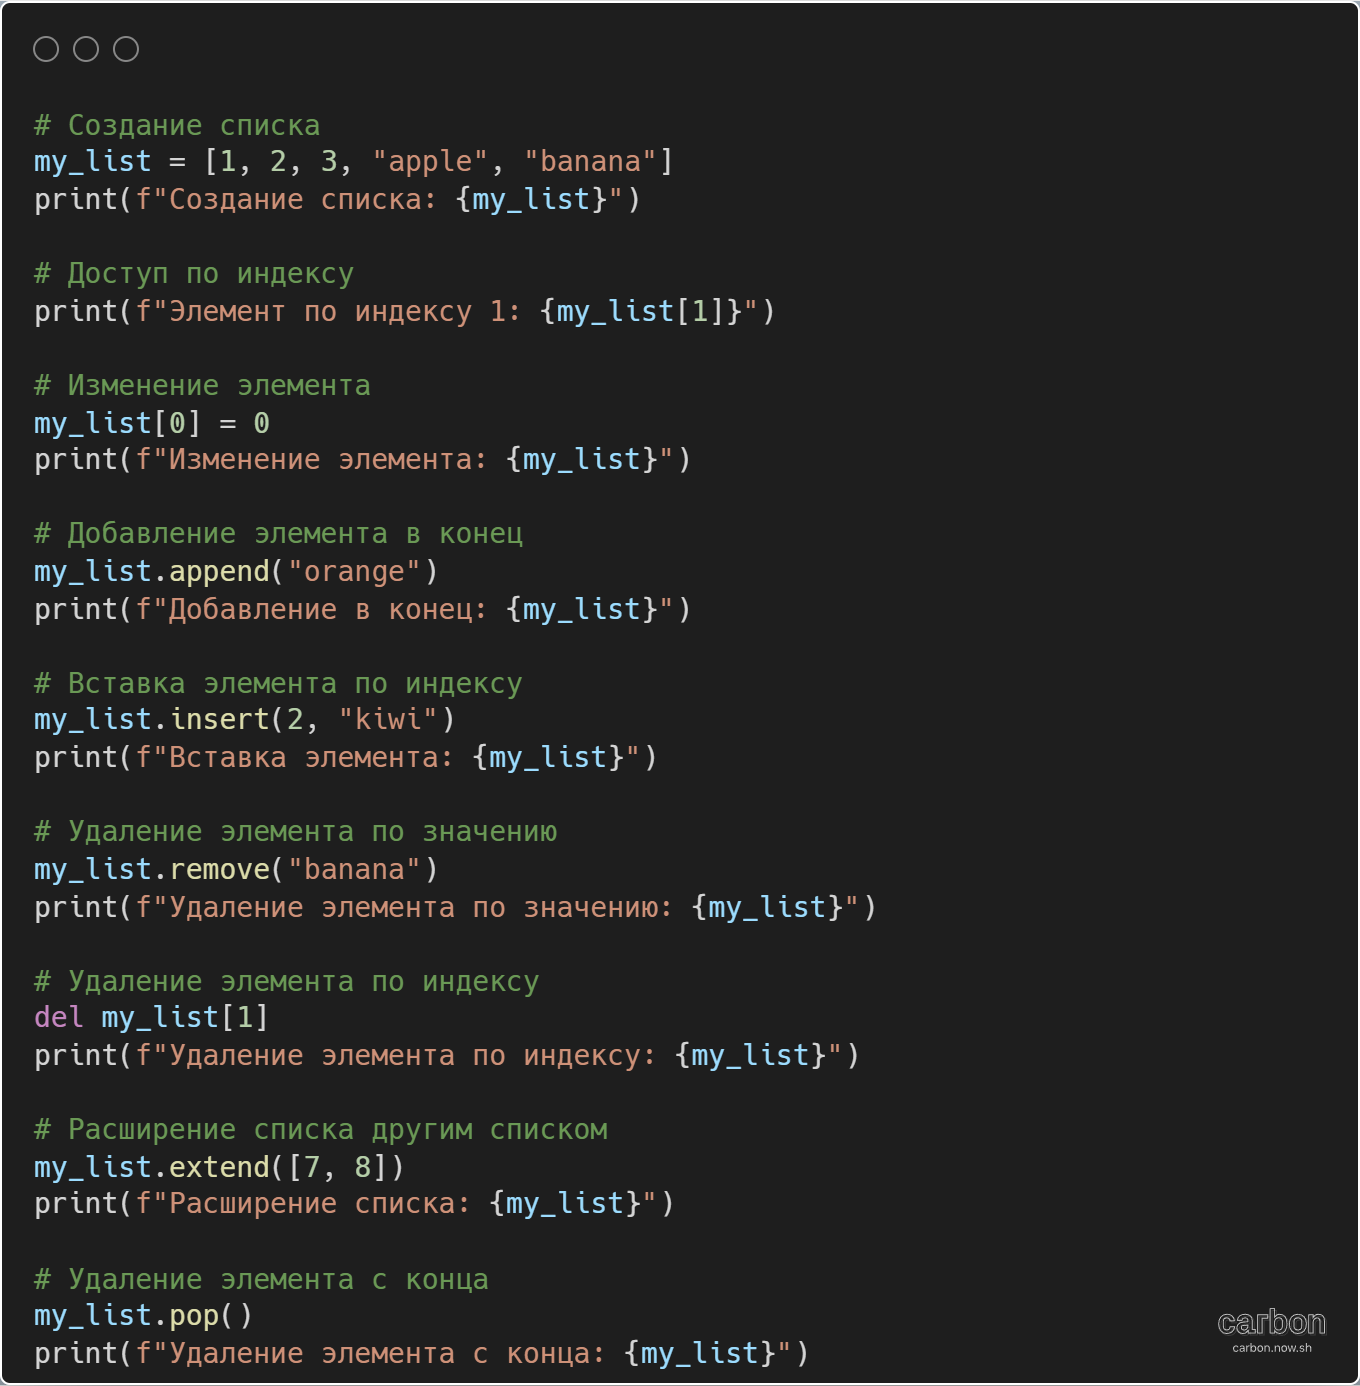 # Создание списка
my_list = [1, 2, 3, "apple", "banana"]
print(f"Создание списка: {my_list}")
# Доступ по индексу
print(f"Элемент по индексу 1: {my_list[1]}")
# Изменение элемента
my_list[0] = 0
print(f"Изменение элемента: {my_list}")
# Добавление элемента в конец
my_list.append("orange")
print(f"Добавление в конец: {my_list}")
# Вставка элемента по индексу
my_list.insert(2, "kiwi")
print(f"Вставка элемента: {my_list}")
# Удаление элемента по значению
my_list.remove("banana")
print(f"Удаление элемента по значению: {my_list}")
# Удаление элемента по индексу
del my_list[1]
print(f"Удаление элемента по индексу: {my_list}")
# Расширение списка другим списком
my_list.extend([7, 8])
print(f"Расширение списка: {my_list}")
# Удаление элемента с конца
my_list.pop()
print(f"Удаление элемента с конца: {my_list}")
carbon
carbon.now.sh